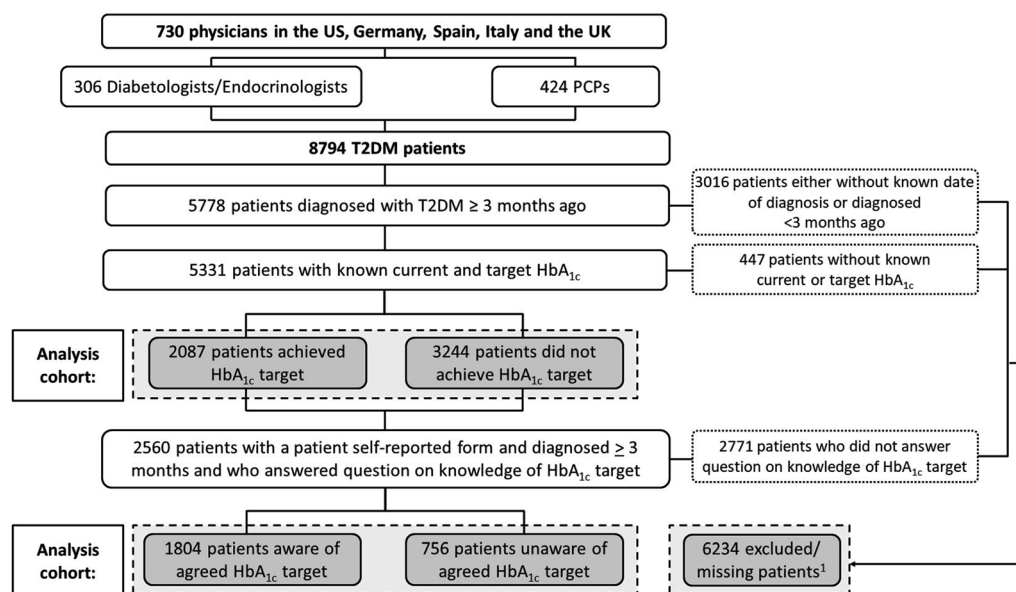 730 physicians in the US, Germany, Spain, Italy and the UK
306 Diabetologists/Endocrinologists
424 PCPs
8794 T2DM patients
5778 patients diagnosed with T2DM ≥ 3 months ago
3016 patients either without known date
of diagnosis or diagnosed
<3 months ago
5331 patients with known current and target HbA1c
447 patients without known
current or target HbA1c
Analysis
cohort:
2087 patients achieved
HbA1c target
3244 patients did not
achieve HbA1c target
2560 patients with a patient self-reported form and diagnosed ≥ 3
months and who answered question on knowledge of HbA1c target
2771 patients who did not answer
question on knowledge of HbA1c target
Analysis
cohort:
1804 patients aware of
agreed HbA1c target
756 patients unaware of
agreed HbA1c target
6234 excluded/
missing patients1